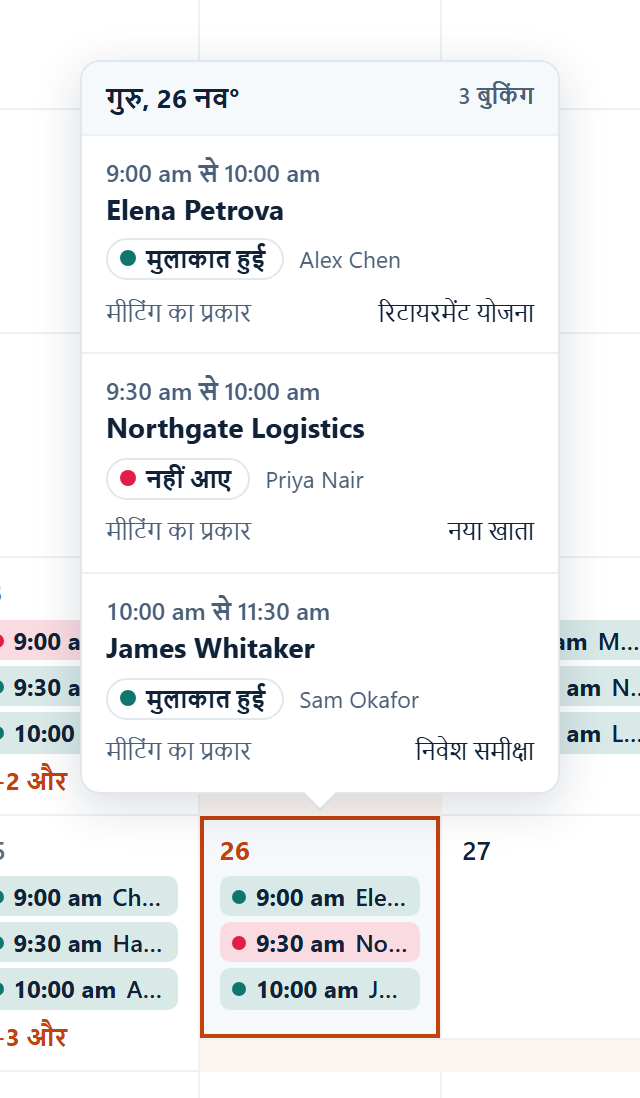 गुरु, 26 नव° 3 बुकिंग
9:00 am से 10:00 am
Elena Petrova
मुलाकात हुई Alex Chen
मीटिंग का प्रकार रिटायरमेंट योजना
9:30 am से 10:00 am
Northgate Logistics
नहीं आए Priya Nair
मीटिंग का प्रकार नया खाता
10:00 am से 11:30 am
James Whitaker
मुलाकात हुई Sam Okafor
मीटिंग का प्रकार निवेश समीक्षा
9:00 a am M...
9:30 a am N...
10:00 am L...
2 और
26 27
9:00 am Ch... 9:00 am Ele...
9:30 am Ha... 9:30 am No...
10:00 am A... 10:00 am J...
3 और